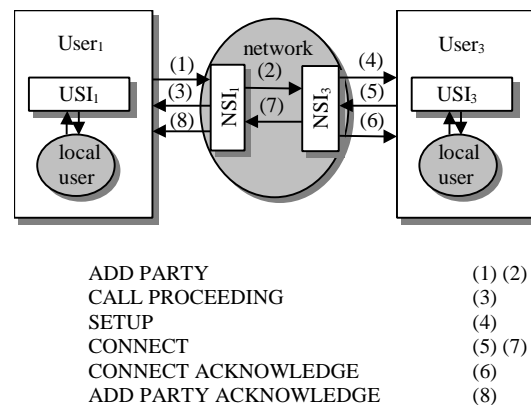 User1
network
User3
(1)
(2)
(4)
USI1
(3)
NSI1
NSI3
(5)
USI3
(7)
(8)
(6)
local
user
local
user
ADD PARTY (1) (2)
CALL PROCEEDING (3)
SETUP (4)
CONNECT (5) (7)
CONNECT ACKNOWLEDGE (6)
ADD PARTY ACKNOWLEDGE (8)